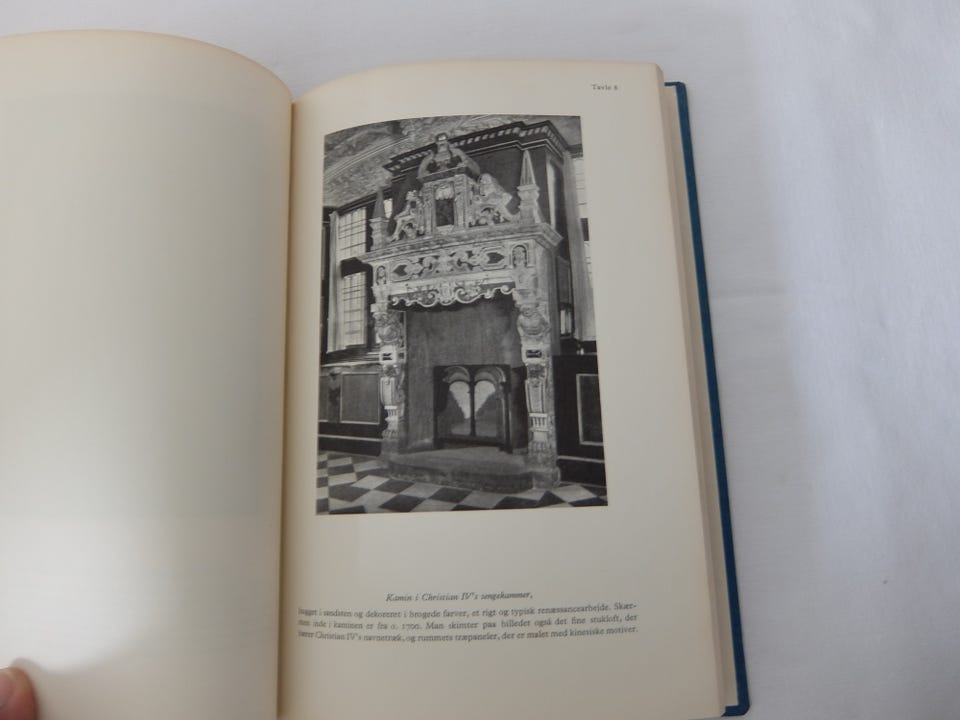 Tavle 8
Kamin i Christian IV's sengekammer,
hugget i sandsten og dekoreret i brogede farver, et rigt og typisk renæssancearbejde. Skær-
men inde i kaminen er fra o. 1700. Man skimter paa billedet også det fine stukloft, der
bærer Christian IV's navnetræk, og rummets træpaneler, der er malet med kinesiske motiver.